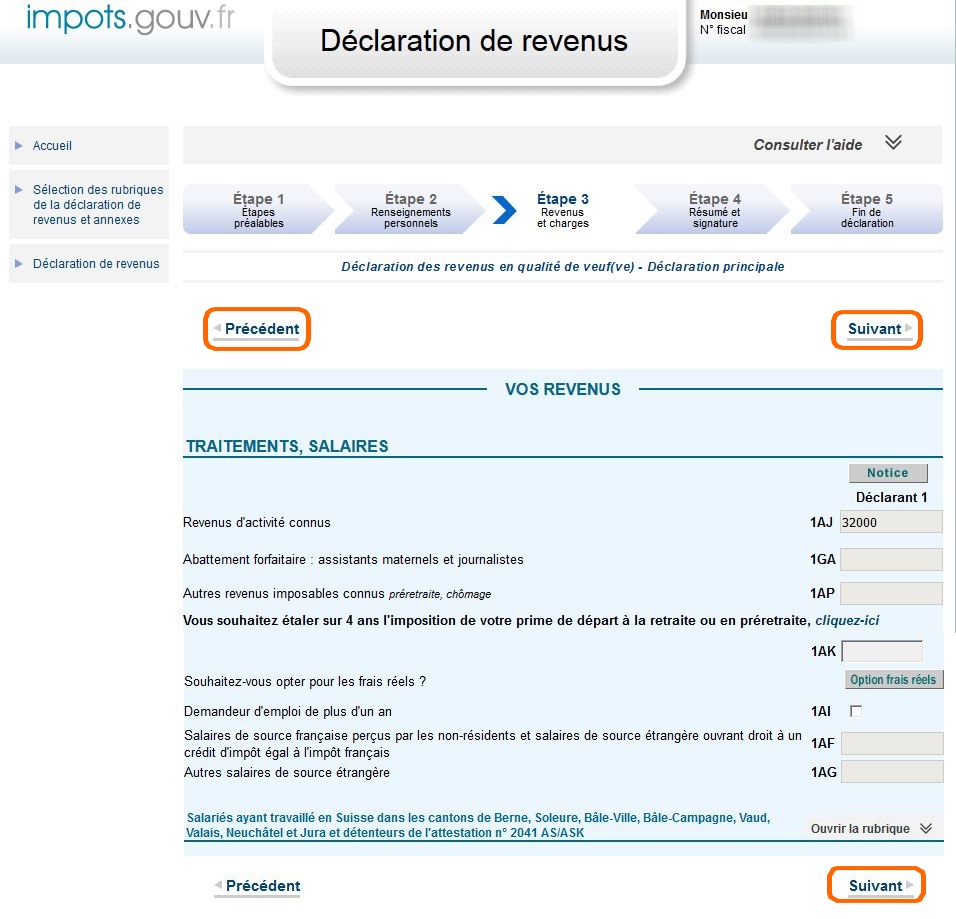 impots.gouv.fr
Déclaration de revenus
Monsieu
N° fiscal
Accueil
Sélection des rubriques
de la déclaration de
revenus et annexes
Déclaration de revenus
Consulter l'aide
Étape 1
Étapes
préalables
Étape 2
Renseignements
personnels
Étape 3
Revenus
et charges
Étape 4
Résumé et
signature
Étape 5
Fin de
déclaration
Déclaration des revenus en qualité de veuf(ve) - Déclaration principale
Précédent
Suivant
VOS REVENUS
TRAITEMENTS, SALAIRES
Notice
Déclarant 1
Revenus d'activité connus 1AJ 32000
Abattement forfaitaire : assistants maternels et journalistes 1GA
Autres revenus imposables connus préretraite, chômage 1AP
Vous souhaitez étaler sur 4 ans l'imposition de votre prime de départ à la retraite ou en préretraite, cliquez-ici
1AK
Souhaitez-vous opter pour les frais réels ? Option frais réels
Demandeur d'emploi de plus d'un an 1AI
Salaires de source française perçus par les non-résidents et salaires de source étrangère ouvrant droit à un
crédit d'impôt égal à l'impôt français 1AF
Autres salaires de source étrangère 1AG
Salariés ayant travaillé en Suisse dans les cantons de Berne, Soleure, Bâle-Ville, Bâle-Campagne, Vaud,
Valais, Neuchâtel et Jura et détenteurs de l'attestation n° 2041 AS/ASK
Ouvrir la rubrique
Précédent
Suivant